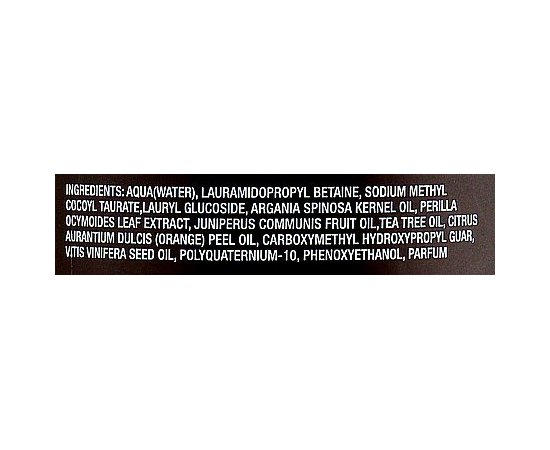 INGREDIENTS: AQUA(WATER), LAURAMIDOPROPYL BETAINE, SODIUM METHYL
COCOYL TAURATE,LAURYL GLUCOSIDE, ARGANIA SPINOSA KERNEL OIL, PERILLA
OCYMOIDES LEAF EXTRACT, JUNIPERUS COMMUNIS FRUIT OIL,TEA TREE OIL, CITRUS
AURANTIUM DULCIS (ORANGE) PEEL OIL, CARBOXYMETHYL HYDROXYPROPYL GUAR,
VITIS VINIFERA SEED OIL, POLYQUATERNIUM-10, PHENOXYETHANOL, PARFUM